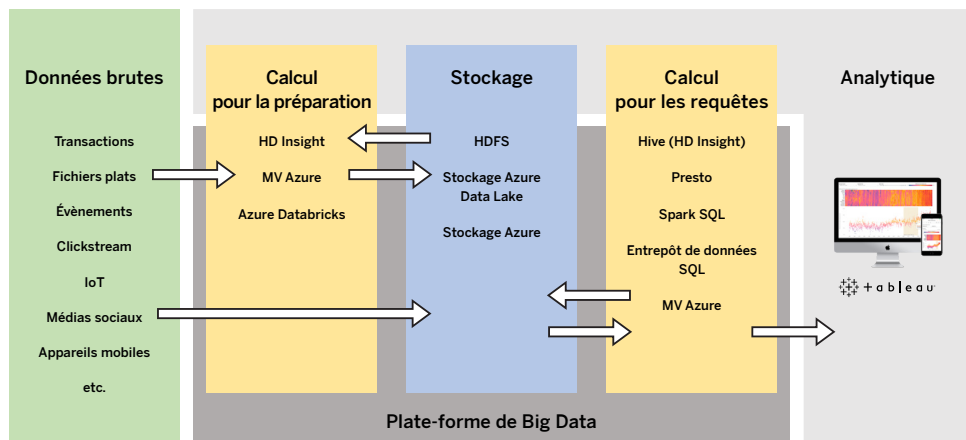 Données brutes
Transactions
Fichiers plats
Évènements
Clickstream
IoT
Médias sociaux
Appareils mobiles
etc.
Calcul
pour la préparation
HD Insight
MV Azure
Azure Databricks
Stockage
HDFS
Stockage Azure
Data Lake
Stockage Azure
Calcul
pour les requêtes
Hive (HD Insight)
Presto
Spark SQL
Entrepôt de données
SQL
MV Azure
Analytique
+ableau
Plate-forme de Big Data